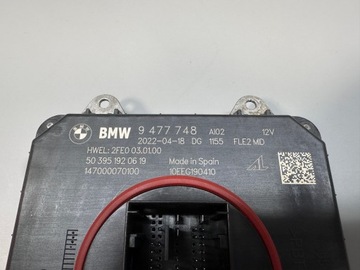 BMW 9 477 748 AI02 12V
2022-04-18 DG 1155 FLE2 MID
HWEL: 2FE0 03.01.00
50 395 192 06 19 Made in Spain
147000070100 10EEG190410